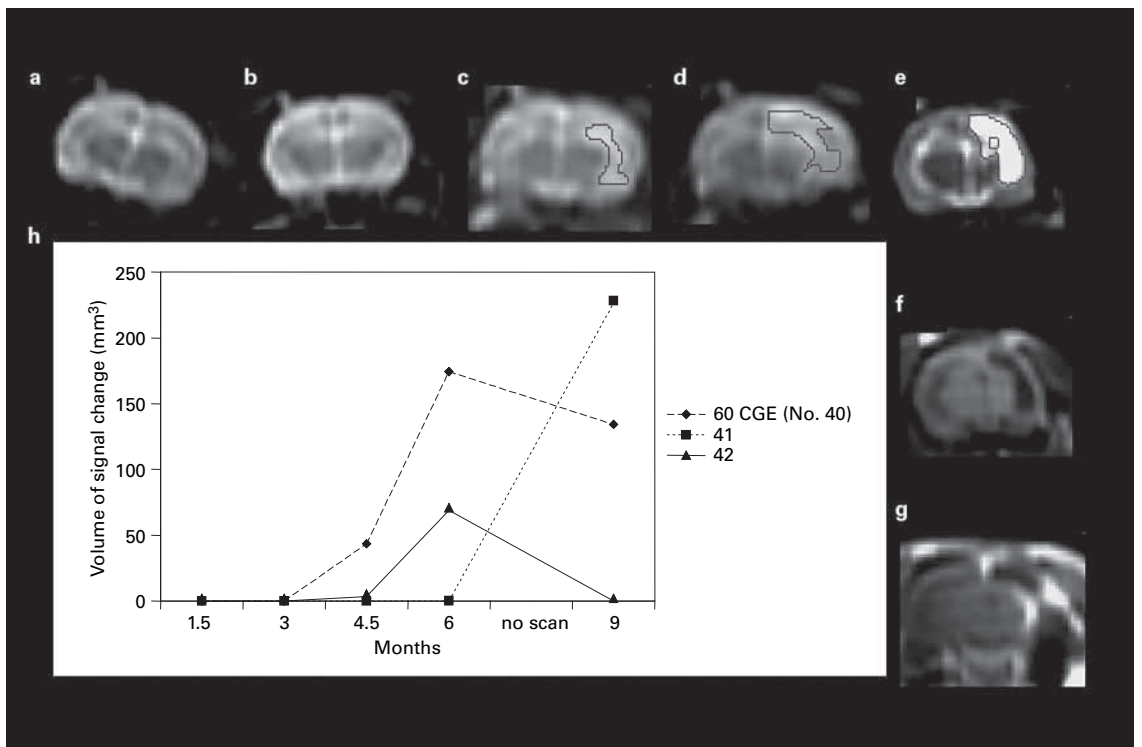 a
b
c
d
e
h
250
200
150
100
50
0
Volume of signal change (mm³)
1.5 3 4.5 6 no scan 9
Months
60 CGE (No. 40)
41
42
f
g